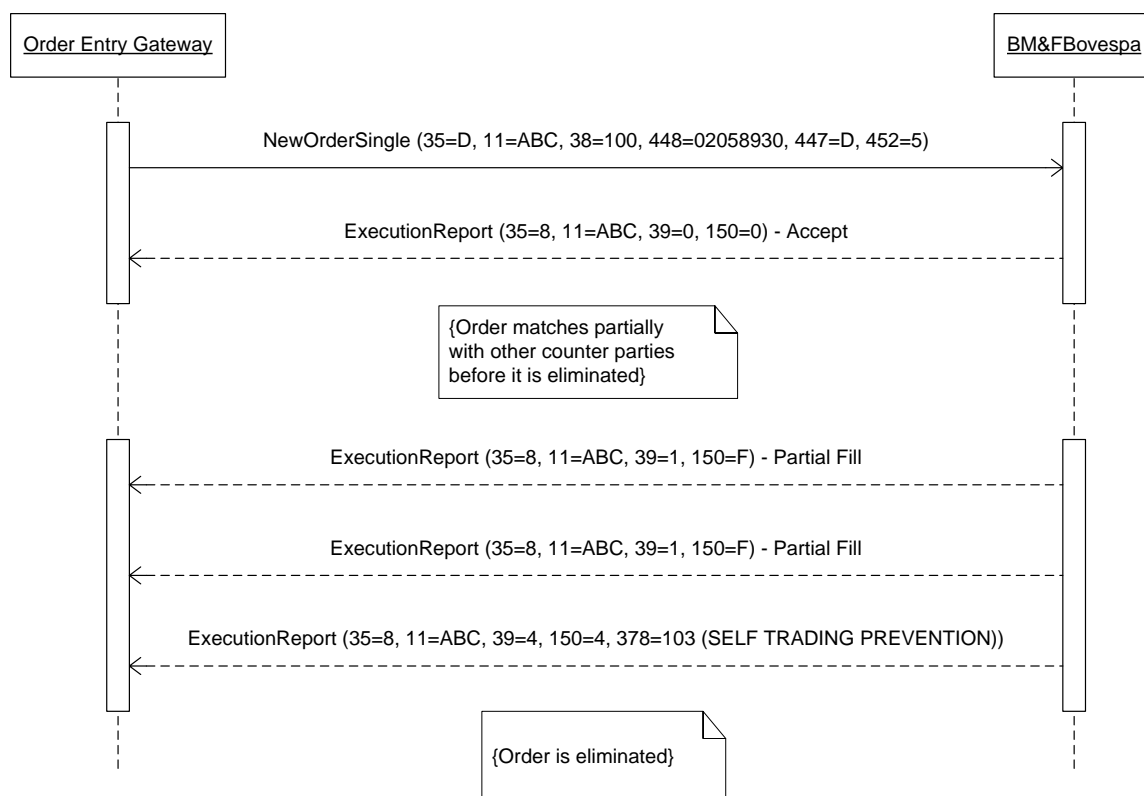 Order Entry Gateway
BM&FBovespa
NewOrderSingle (35=D, 11=ABC, 38=100, 448=02058930, 447=D, 452=5)
ExecutionReport (35=8, 11=ABC, 39=0, 150=0) - Accept
{Order matches partially
with other counter parties
before it is eliminated}
ExecutionReport (35=8, 11=ABC, 39=1, 150=F) - Partial Fill
ExecutionReport (35=8, 11=ABC, 39=1, 150=F) - Partial Fill
ExecutionReport (35=8, 11=ABC, 39=4, 150=4, 378=103 (SELF TRADING PREVENTION))
{Order is eliminated}